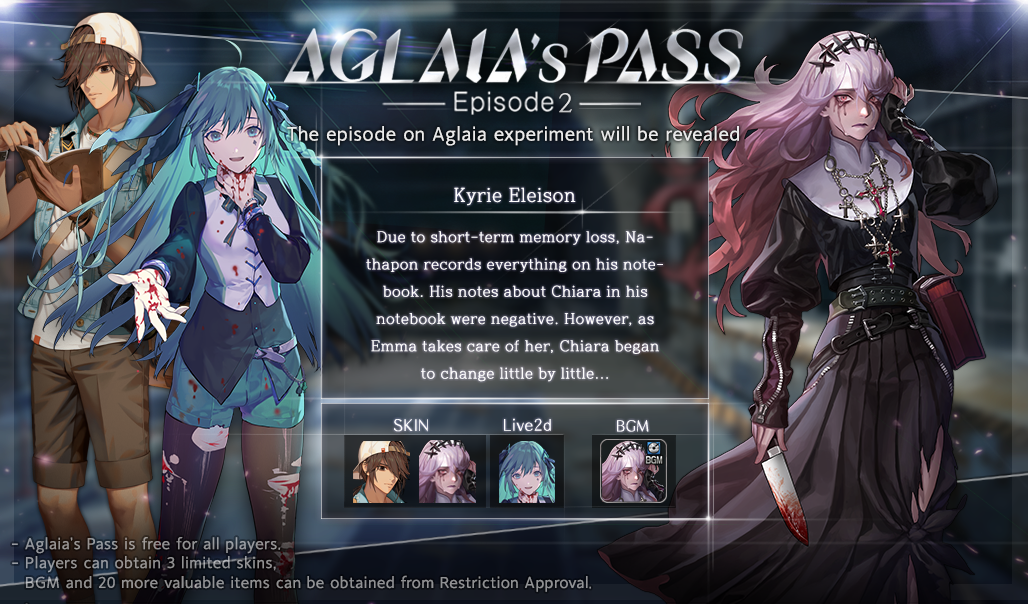 AGLAIA's PASS
Episode 2
The episode on Aglaia experiment will be revealed
Kyrie Eleison
Due to short-term memory loss, Na-
thapon records everything on his note-
book. His notes about Chiara in his
notebook were negative. However, as
Emma takes care of her, Chiara began
to change little by little...
SKIN Live2d BGM
BGM
- Aglaia's Pass is free for all players.
- Players can obtain 3 limited skins,
BGM and 20 more valuable items can be obtained from Restriction Approval.